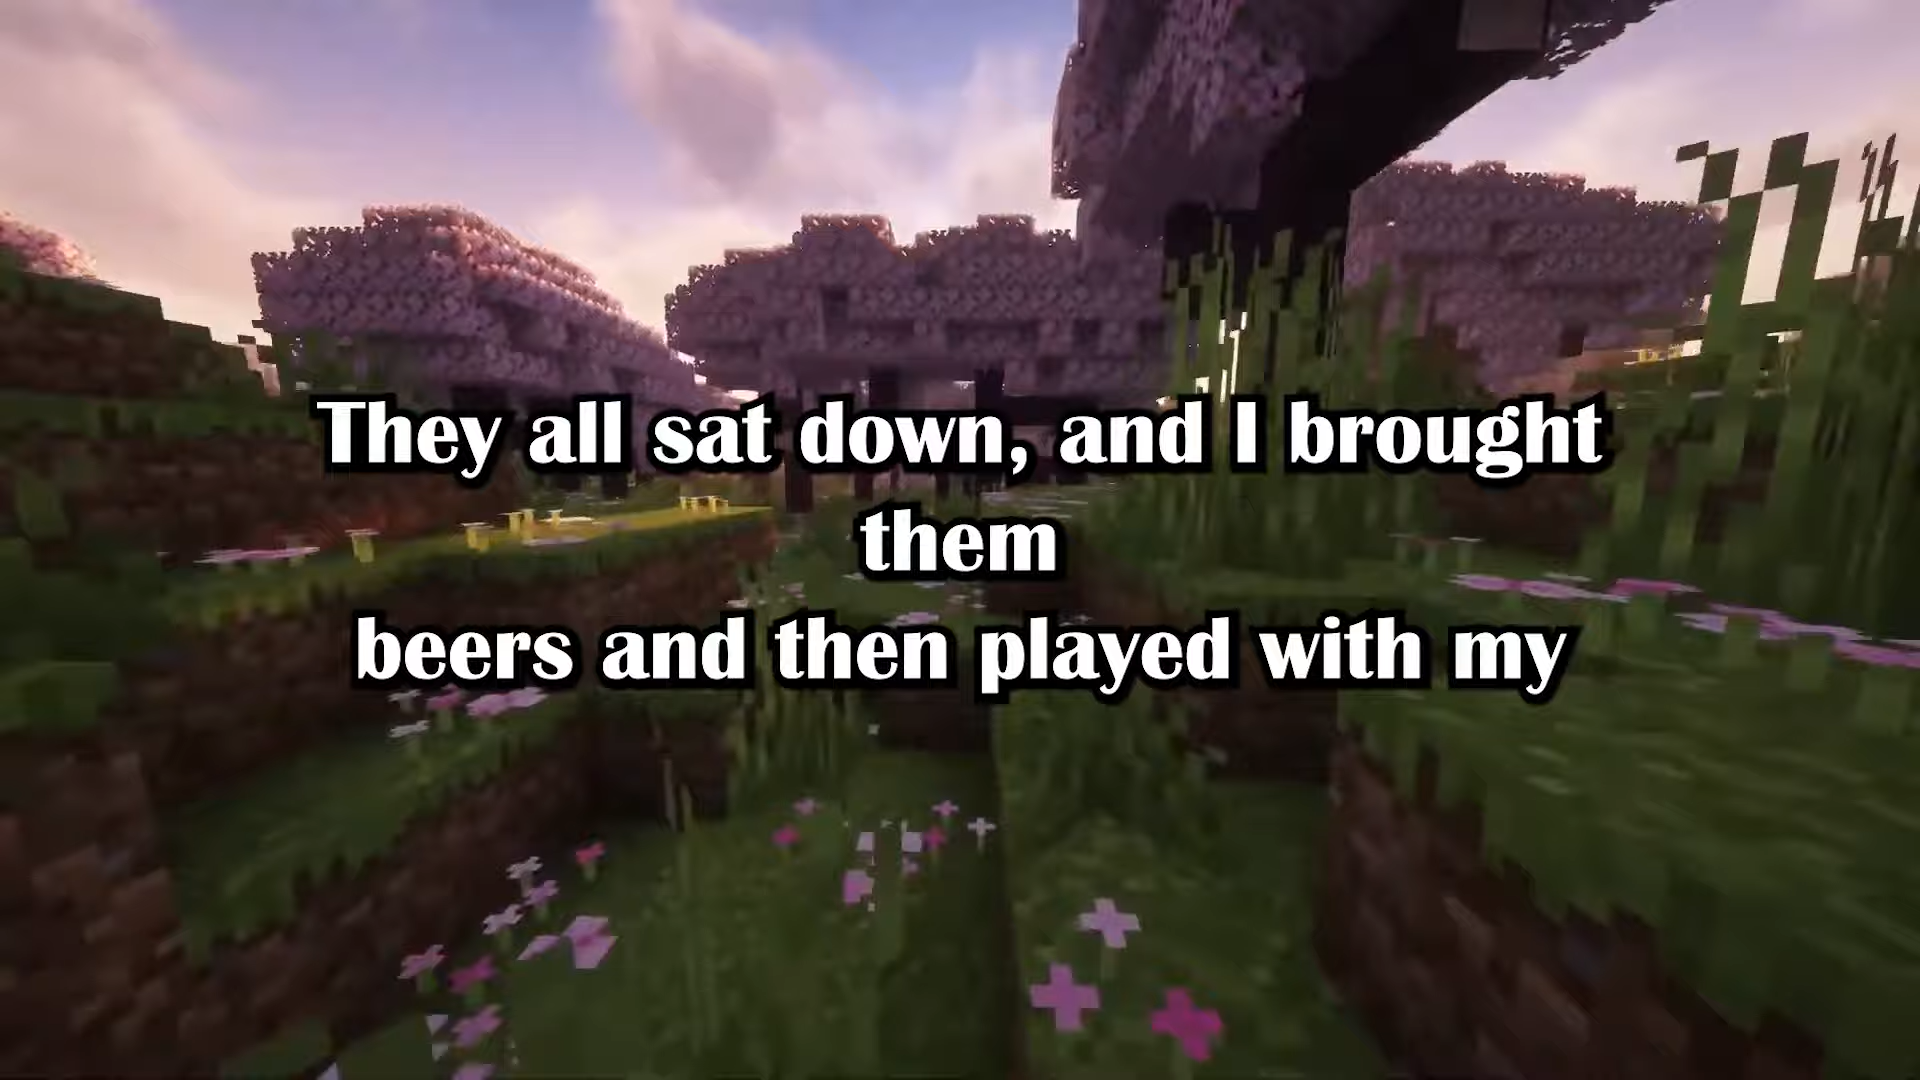 They all sat down, and I brought
them
beers and then played with my